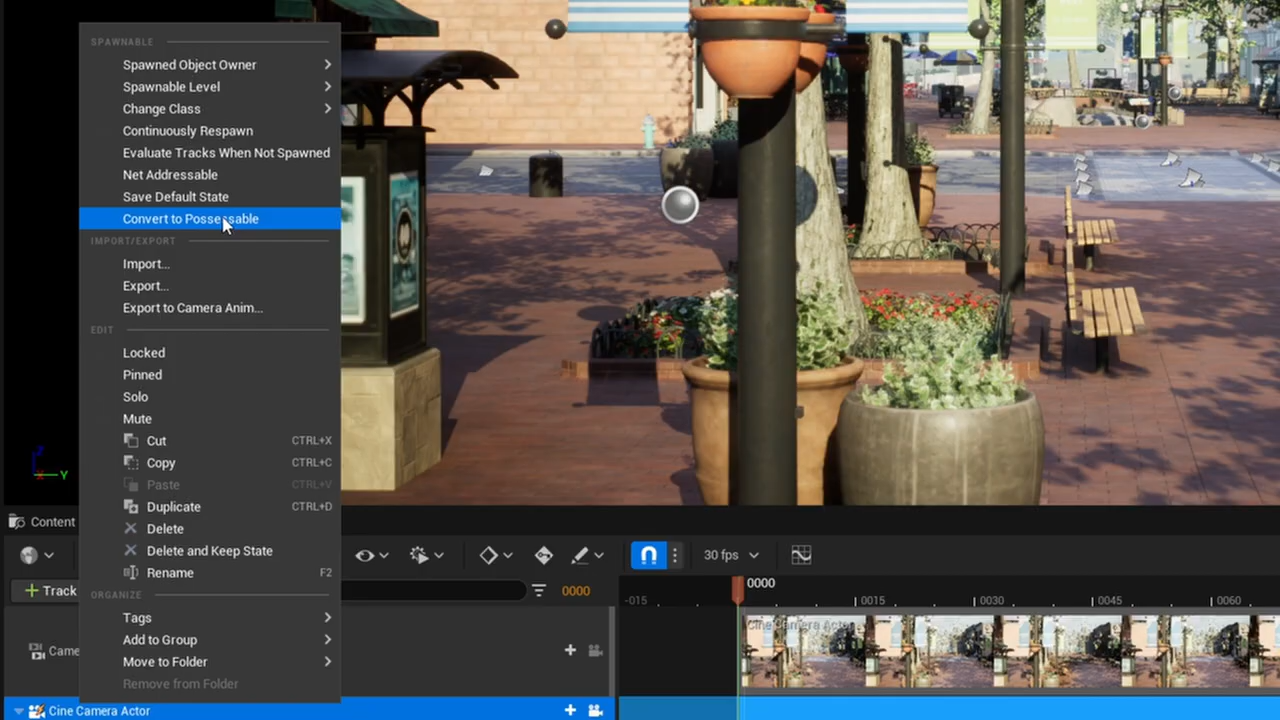 SPAWNABLE
Spawned Object Owner
Spawnable Level
Change Class
Continuously Respawn
Evaluate Tracks When Not Spawned
Net Addressable
Save Default State
Convert to Possessable
IMPORT/EXPORT
Import...
Export...
Export to Camera Anim...
EDIT
Locked
Pinned
Solo
Mute
Cut CTRL+X
Copy CTRL+C
Paste CTRL+V
Duplicate CTRL+D
Delete
Delete and Keep State
Rename F2
ORGANIZE
Tags
Add to Group
Move to Folder
Remove from Folder
Z
X Y
Content
30 fps
Track
0000
0000
-015 0015 0030 0045 0060
Came
Cine Camera Actor
Cine Camera Actor